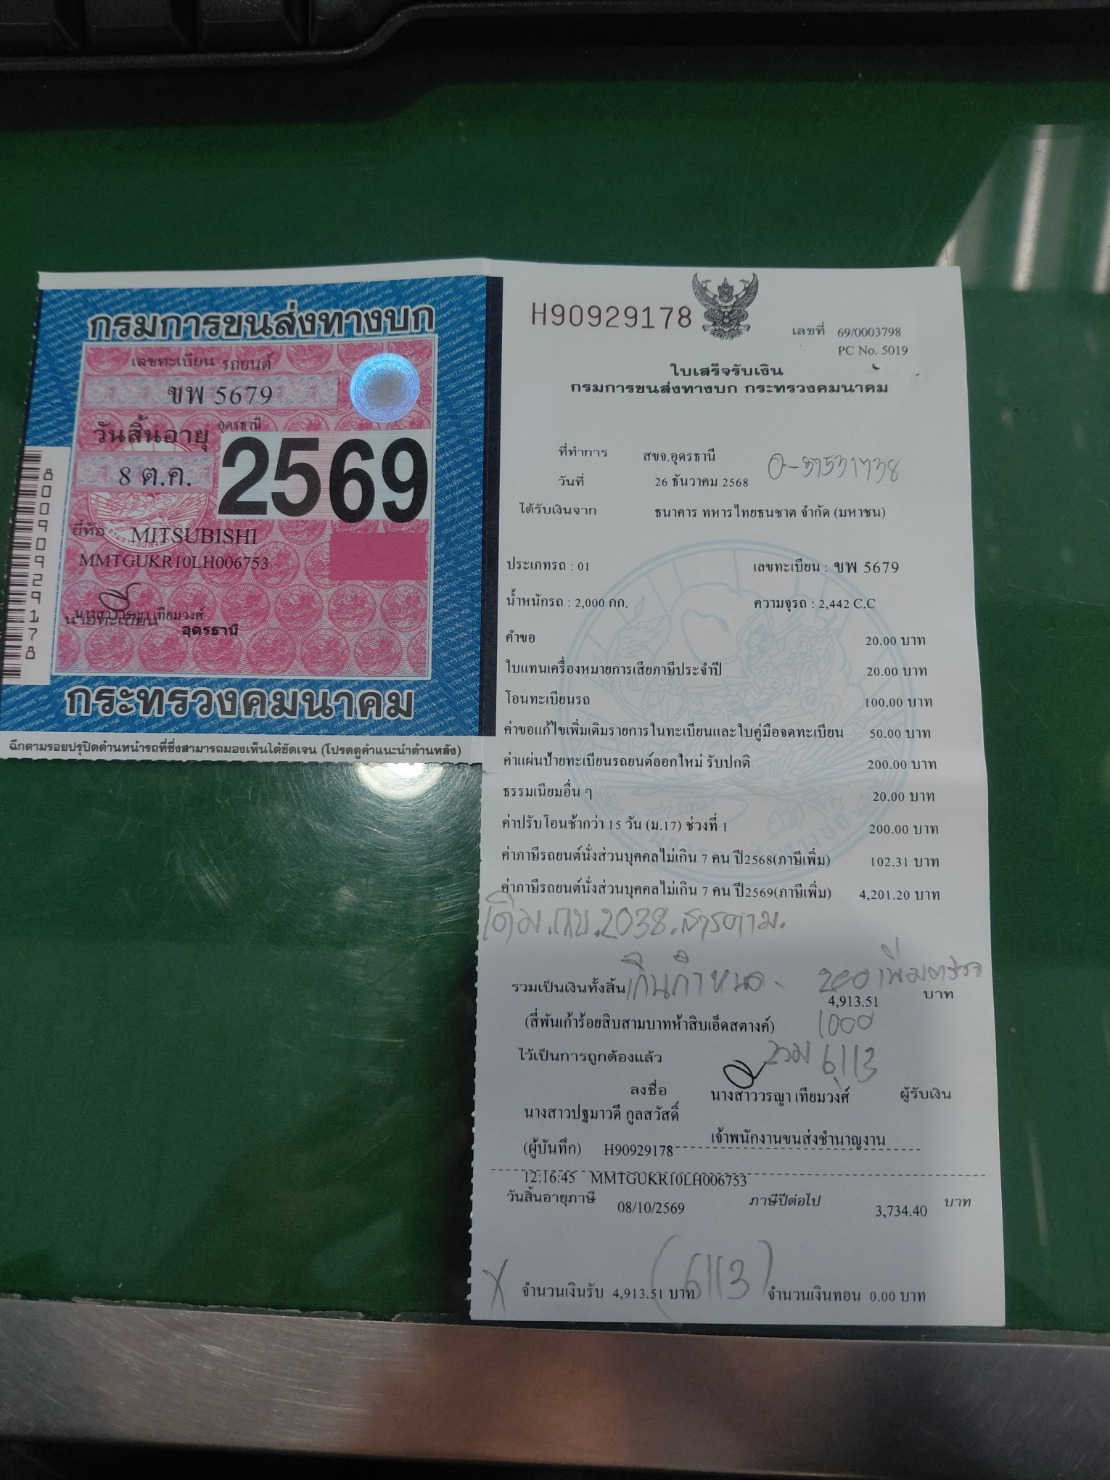 กรมการขนส่งทางบก
เลขทะเบียน รถยนต์
ขพ 5679
วันสิ้นอายุ อุดรธานี
8 ต.ค. 2569
ยี่ห้อ MITSUBISHI
MMTGUKR10LH006753
นางสาววรญา เทียมวงศ์
นายทะเบียน อุดรธานี
กระทรวงคมนาคม
ฉีกตามรอยปรุปิดด้านหน้ารถที่ซึ่งสามารถมองเห็นได้ชัดเจน (โปรดดูคำแนะนำด้านหลัง)
80090929178
H90929178
เลขที่ 69/0003798
PC No. 5019
ใบเสร็จรับเงิน
กรมการขนส่งทางบก กระทรวงคมนาคม
ที่ทำการ สขจ.อุดรธานี
วันที่ 26 ธันวาคม 2568
ได้รับเงินจาก ธนาคาร ทหารไทยธนชาต จำกัด (มหาชน)
ประเภทรถ : 01 เลขทะเบียน : ขพ 5679
น้ำหนักรถ : 2,000 กก. ความจุรถ : 2,442 C.C
คำขอ 20.00 บาท
ใบแทนเครื่องหมายการเสียภาษีประจำปี 20.00 บาท
โอนทะเบียนรถ 100.00 บาท
ค่าขอแก้ไขเพิ่มเติมรายการในทะเบียนและใบคู่มือจดทะเบียน 50.00 บาท
ค่าแผ่นป้ายทะเบียนรถยนต์ออกใหม่ รับปกติ 200.00 บาท
ธรรมเนียมอื่น ๆ 20.00 บาท
ค่าปรับโอนช้ากว่า 15 วัน (ม.17) ช่วงที่ 1 200.00 บาท
ค่าภาษีรถยนต์นั่งส่วนบุคคลไม่เกิน 7 คน ปี2568(ภาษีเพิ่ม) 102.31 บาท
ค่าภาษีรถยนต์นั่งส่วนบุคคลไม่เกิน 7 คน ปี2569(ภาษีเพิ่ม) 4,201.20 บาท
รวมเป็นเงินทั้งสิ้น 4,913.51 บาท
(สี่พันเก้าร้อยสิบสามบาทห้าสิบเอ็ดสตางค์) 1000
ไว้เป็นการถูกต้องแล้ว รวม 6113
ลงชื่อ นางสาววรญา เทียมวงศ์ ผู้รับเงิน
นางสาวปฐมาวดี กูลสวัสดิ์
เจ้าพนักงานขนส่งชำนาญงาน
(ผู้บันทึก) H90929178
12:16:45 MMTGUKR10LH006753
วันสิ้นอายุภาษี 08/10/2569 ภาษีปีต่อไป 3,734.40 บาท
(6113)
จำนวนเงินรับ 4,913.51 บาท จำนวนเงินทอน 0.00 บาท